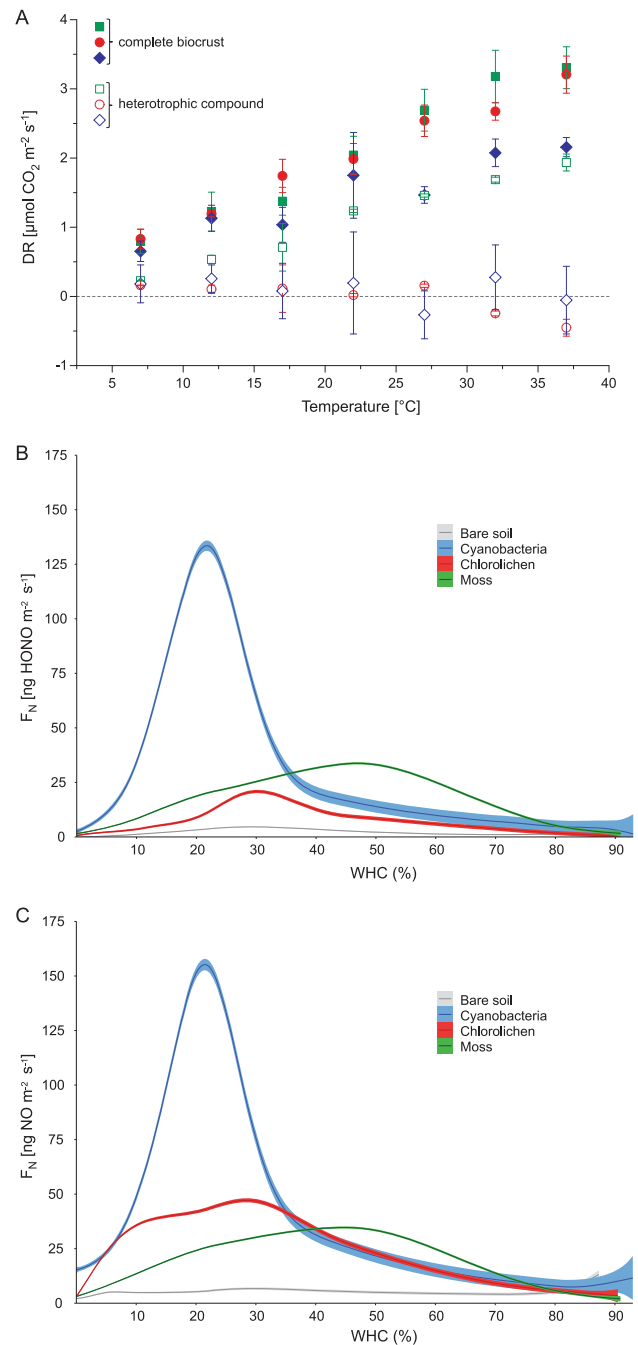 A
complete biocrust
heterotrophic compound
DR [µmol CO₂ m⁻² s⁻¹]
4
3
2
1
0
-1
5 10 15 20 25 30 35 40
Temperature [°C]
B
F_N [ng HONO m⁻² s⁻¹]
175
150
125
100
75
50
25
0
Bare soil
Cyanobacteria
Chlorolichen
Moss
10 20 30 40 50 60 70 80 90
WHC (%)
C
F_N [ng NO m⁻² s⁻¹]
175
150
125
100
75
50
25
0
Bare soil
Cyanobacteria
Chlorolichen
Moss
10 20 30 40 50 60 70 80 90
WHC (%)